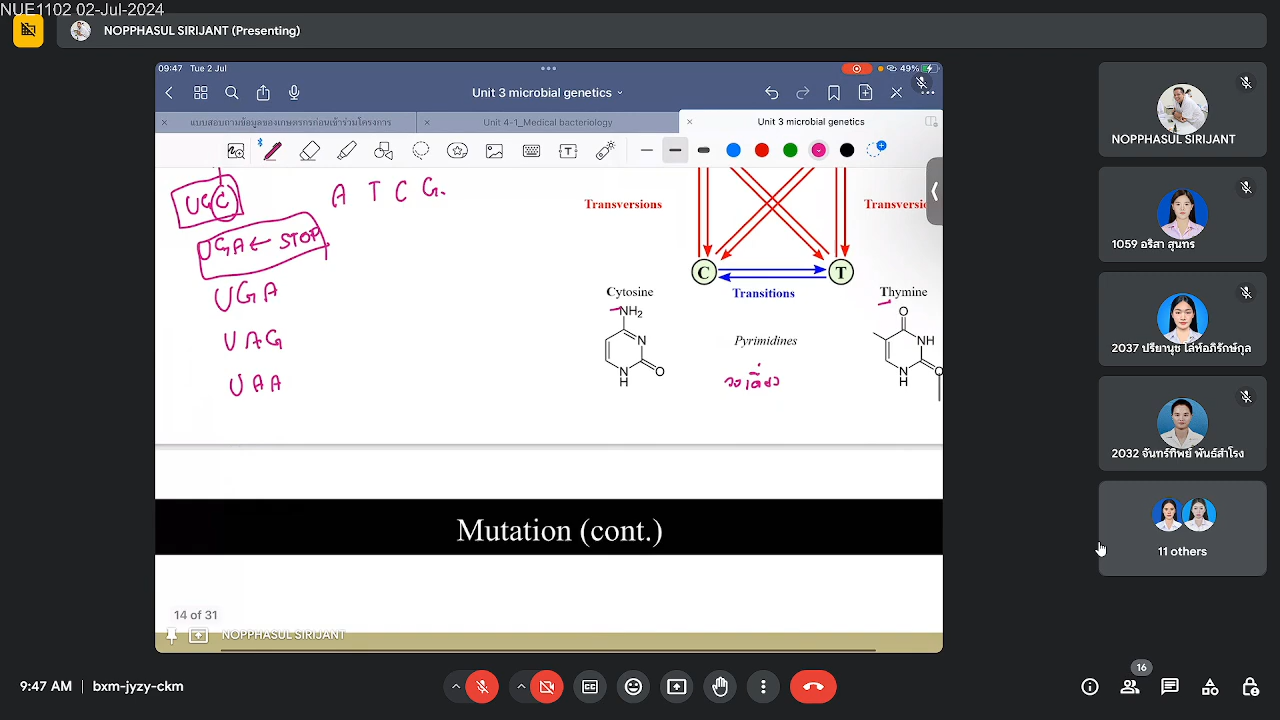 NUE1102 02-Jul-2024
NOPPHASUL SIRIJANT (Presenting)
09:47 Tue 2 Jul
49%
Unit 3 microbial genetics
แบบสอบถามข้อมูลของเกษตรกรก่อนเข้าร่วมโครงการ
Unit 4-1_Medical bacteriology
Unit 3 microbial genetics
UGC
A T C G.
UGA ← STOP
UGA
UAG
UAA
Transversions
Transversio
C
T
Transitions
Cytosine
Thymine
NH2
N
N
H
O
Pyrimidines
วงเดี่ยว
O
NH
N
H
O
Mutation (cont.)
14 of 31
NOPPHASUL SIRIJANT
NOPPHASUL SIRIJANT
1059 อริสา สุนทร
2037 ปรียานุช โล่ห์อภิรักษ์กุล
2032 จันทร์ทิพย์ พันธ์สำโรง
11 others
9:47 AM | bxm-jyzy-ckm
16